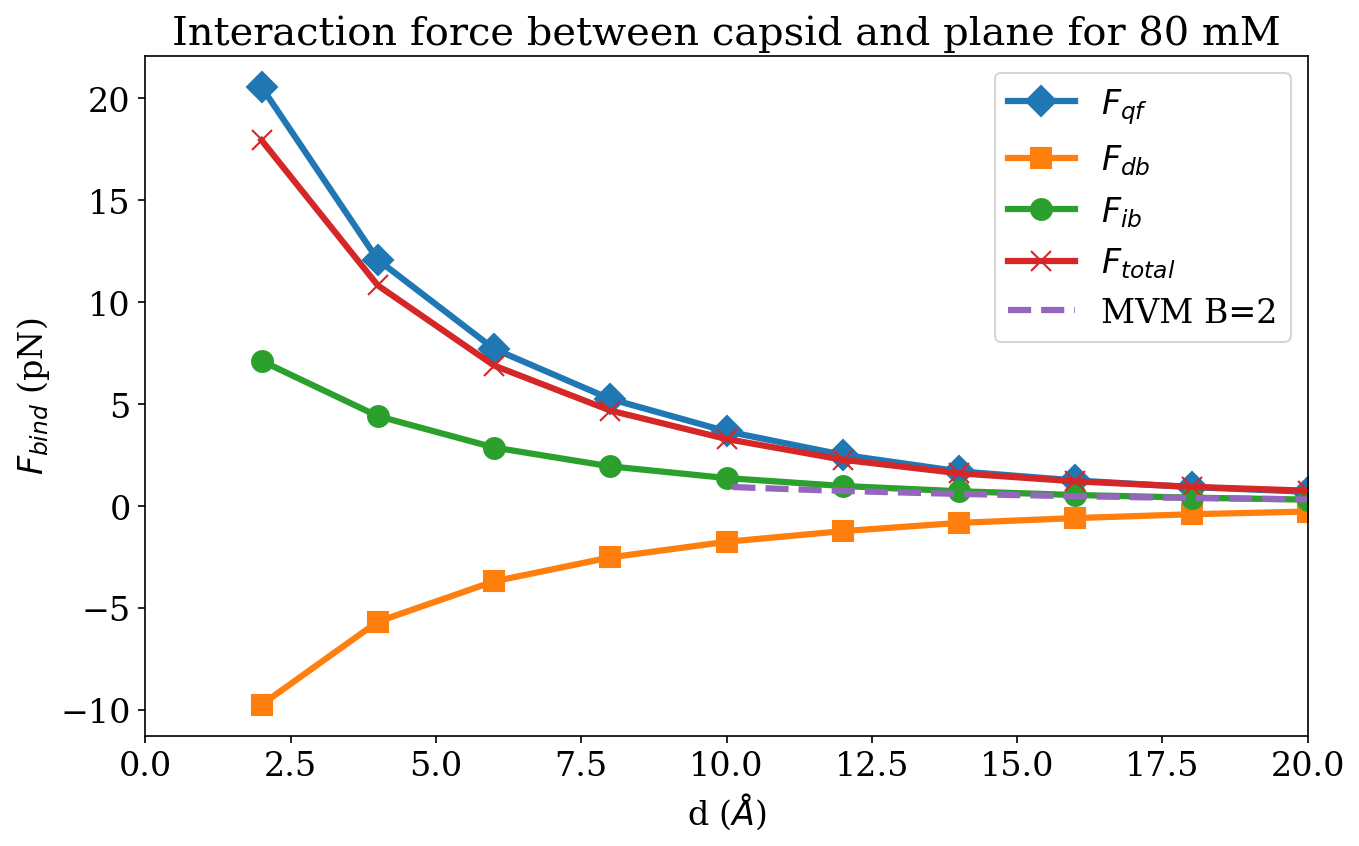 Interaction force between capsid and plane for 80 mM
20
15
10
5
0
−5
−10
F_bind (pN)
F_qf
F_db
F_ib
F_total
MVM B=2
0.0 2.5 5.0 7.5 10.0 12.5 15.0 17.5 20.0
d (Å)